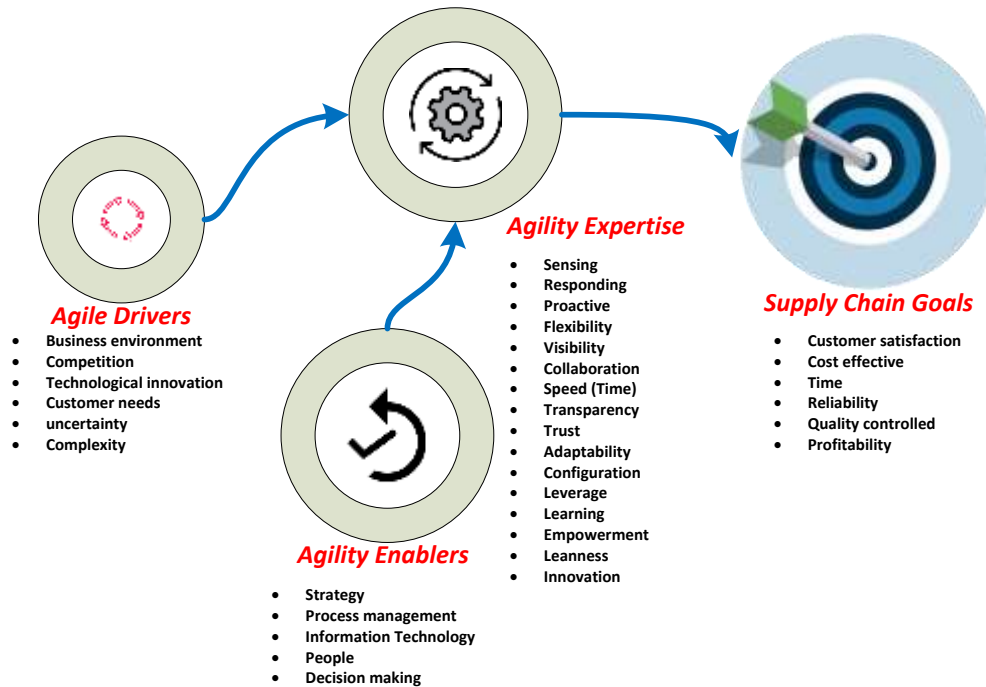 Agile Drivers
• Business environment
• Competition
• Technological innovation
• Customer needs
• uncertainty
• Complexity
Agility Enablers
• Strategy
• Process management
• Information Technology
• People
• Decision making
Agility Expertise
• Sensing
• Responding
• Proactive
• Flexibility
• Visibility
• Collaboration
• Speed (Time)
• Transparency
• Trust
• Adaptability
• Configuration
• Leverage
• Learning
• Empowerment
• Leanness
• Innovation
Supply Chain Goals
• Customer satisfaction
• Cost effective
• Time
• Reliability
• Quality controlled
• Profitability